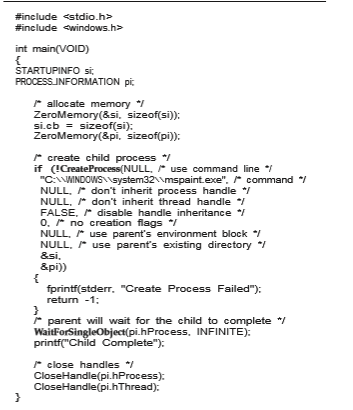 #include <stdio.h>
#include <windows.h>
int main(VOID)
{
STARTUPINFO si;
PROCESS_INFORMATION pi;
/* allocate memory */
ZeroMemory(&si, sizeof(si));
si.cb = sizeof(si);
ZeroMemory(&pi, sizeof(pi));
/* create child process */
if (!CreateProcess(NULL, /* use command line */
"C:\\WINDOWS\\system32\\mspaint.exe", /* command */
NULL, /* don't inherit process handle */
NULL, /* don't inherit thread handle */
FALSE, /* disable handle inheritance */
0, /* no creation flags */
NULL, /* use parent's environment block */
NULL, /* use parent's existing directory */
&si,
&pi))
{
fprintf(stderr, "Create Process Failed");
return -1;
}
/* parent will wait for the child to complete */
WaitForSingleObject(pi.hProcess, INFINITE);
printf("Child Complete");
/* close handles */
CloseHandle(pi.hProcess);
CloseHandle(pi.hThread);
}